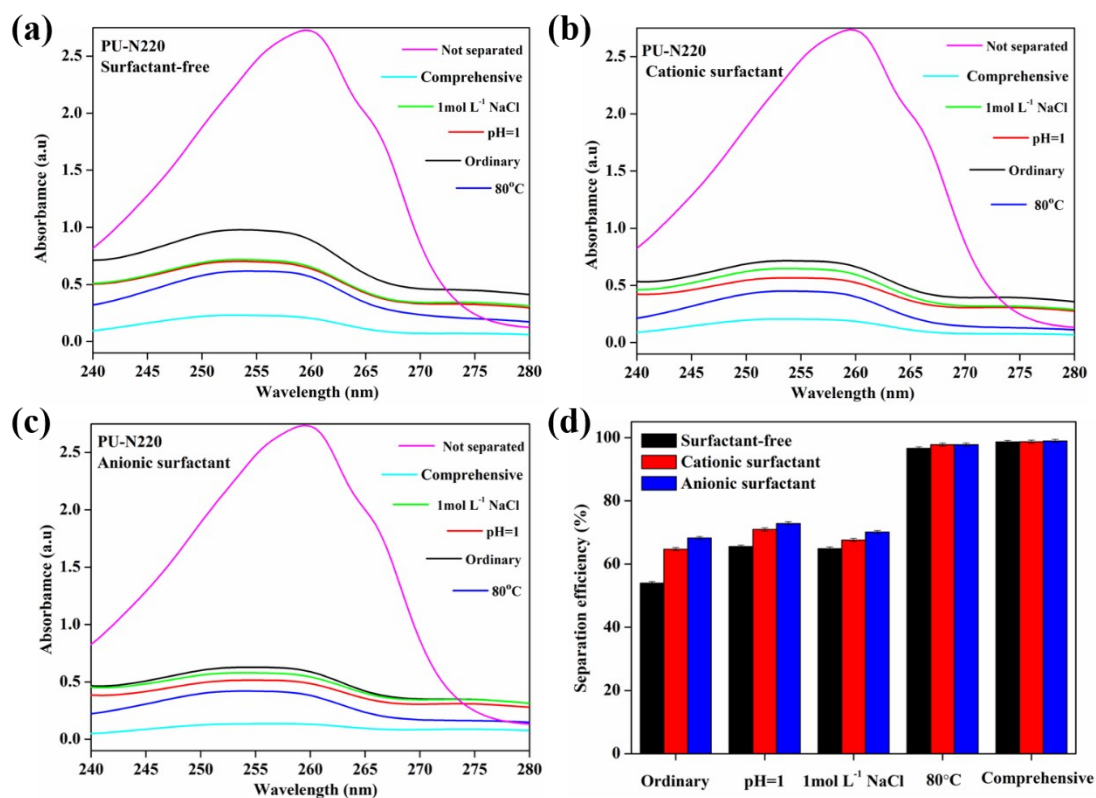 (a)
PU-N220
Surfactant-free
Not separated
Comprehensive
1mol L⁻¹ NaCl
pH=1
Ordinary
80°C
Absorbamce (a.u)
2.5
2.0
1.5
1.0
0.5
0.0
240 245 250 255 260 265 270 275 280
Wavelength (nm)
(b)
PU-N220
Cationic surfactant
Not separated
Comprehensive
1mol L⁻¹ NaCl
pH=1
Ordinary
80°C
Absorbamce (a.u)
2.5
2.0
1.5
1.0
0.5
0.0
240 245 250 255 260 265 270 275 280
Wavelength (nm)
(c)
PU-N220
Anionic surfactant
Not separated
Comprehensive
1mol L⁻¹ NaCl
pH=1
Ordinary
80°C
Absorbamce (a.u)
2.5
2.0
1.5
1.0
0.5
0.0
240 245 250 255 260 265 270 275 280
Wavelength (nm)
(d)
Surfactant-free
Cationic surfactant
Anionic surfactant
Separation efficiency (%)
100
80
60
40
20
0
Ordinary pH=1 1mol L⁻¹ NaCl 80°C Comprehensive